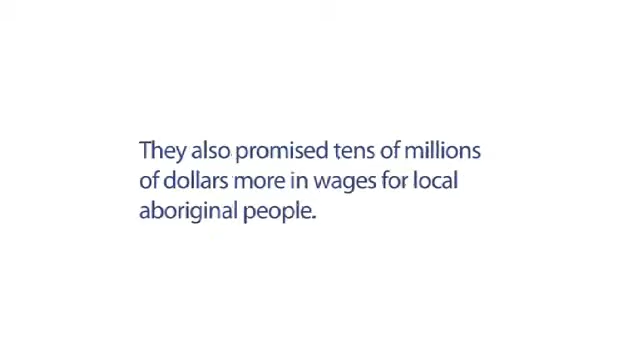 They also promised tens of millions
of dollars more in wages for local
aboriginal people.